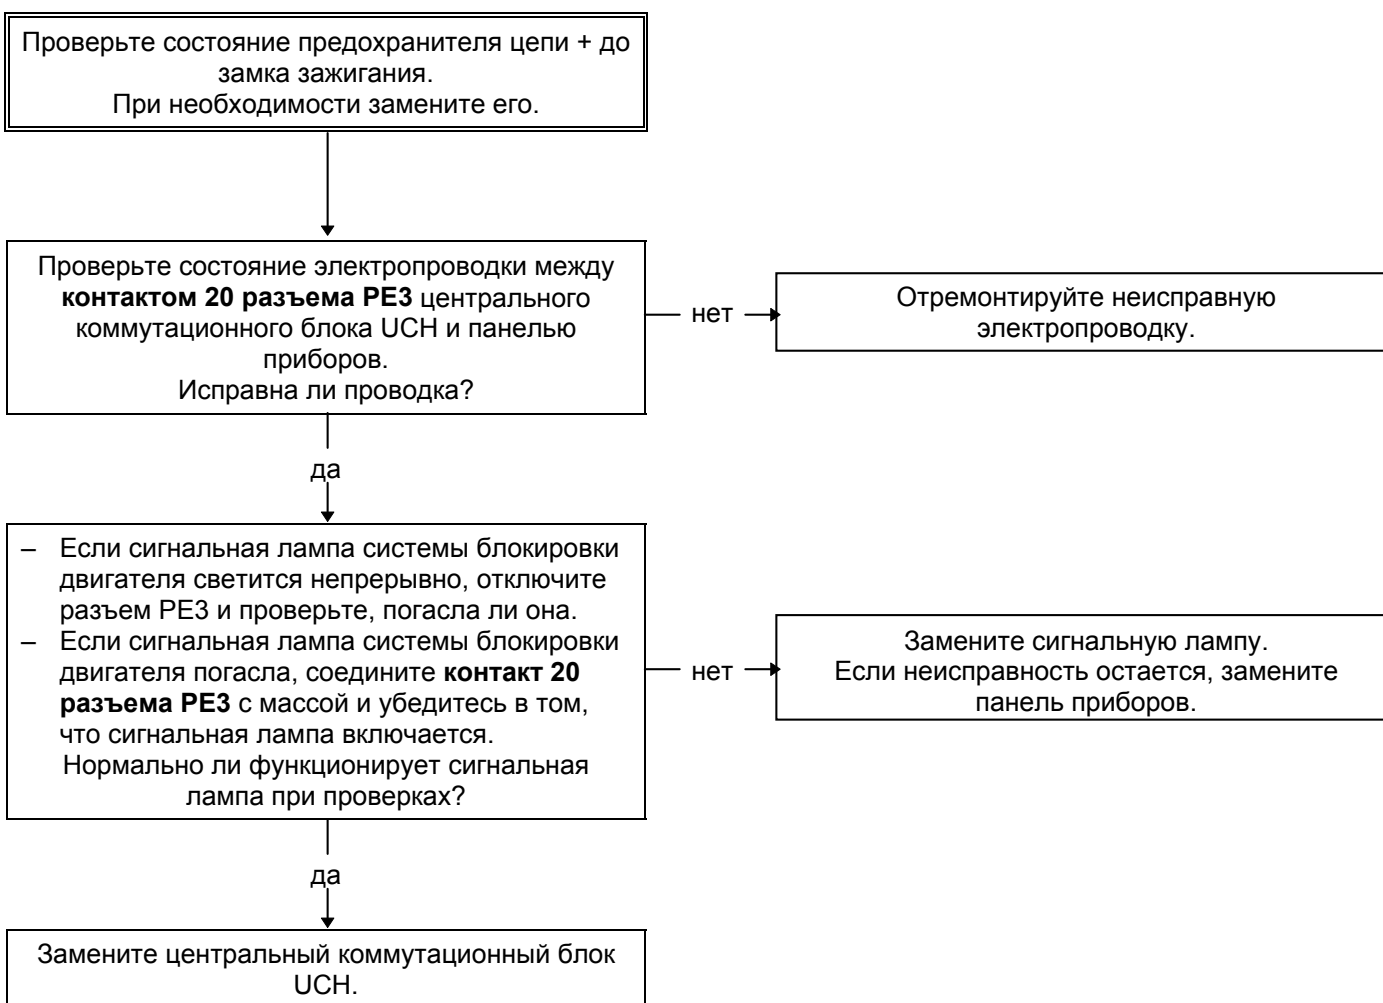 Проверьте состояние предохранителя цепи + до
замка зажигания.
При необходимости замените его.
Проверьте состояние электропроводки между
контактом 20 разъема PE3 центрального
коммутационного блока UCH и панелью
приборов.
Исправна ли проводка?
нет
Отремонтируйте неисправную
электропроводку.
да
– Если сигнальная лампа системы блокировки
двигателя светится непрерывно, отключите
разъем PE3 и проверьте, погасла ли она.
– Если сигнальная лампа системы блокировки
двигателя погасла, соедините контакт 20
разъема PE3 с массой и убедитесь в том,
что сигнальная лампа включается.
Нормально ли функционирует сигнальная
лампа при проверках?
нет
Замените сигнальную лампу.
Если неисправность остается, замените
панель приборов.
да
Замените центральный коммутационный блок
UCH.